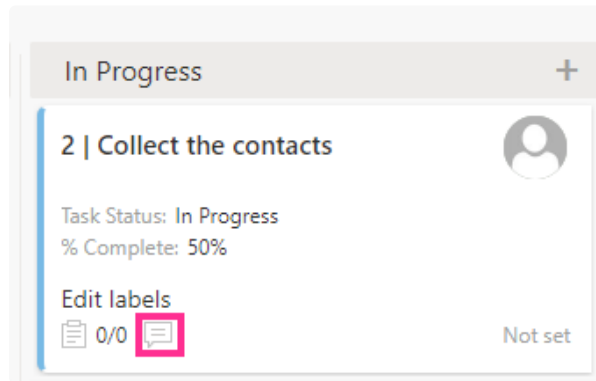 In Progress +
2 | Collect the contacts
Task Status: In Progress
% Complete: 50%
Edit labels
0/0
Not set